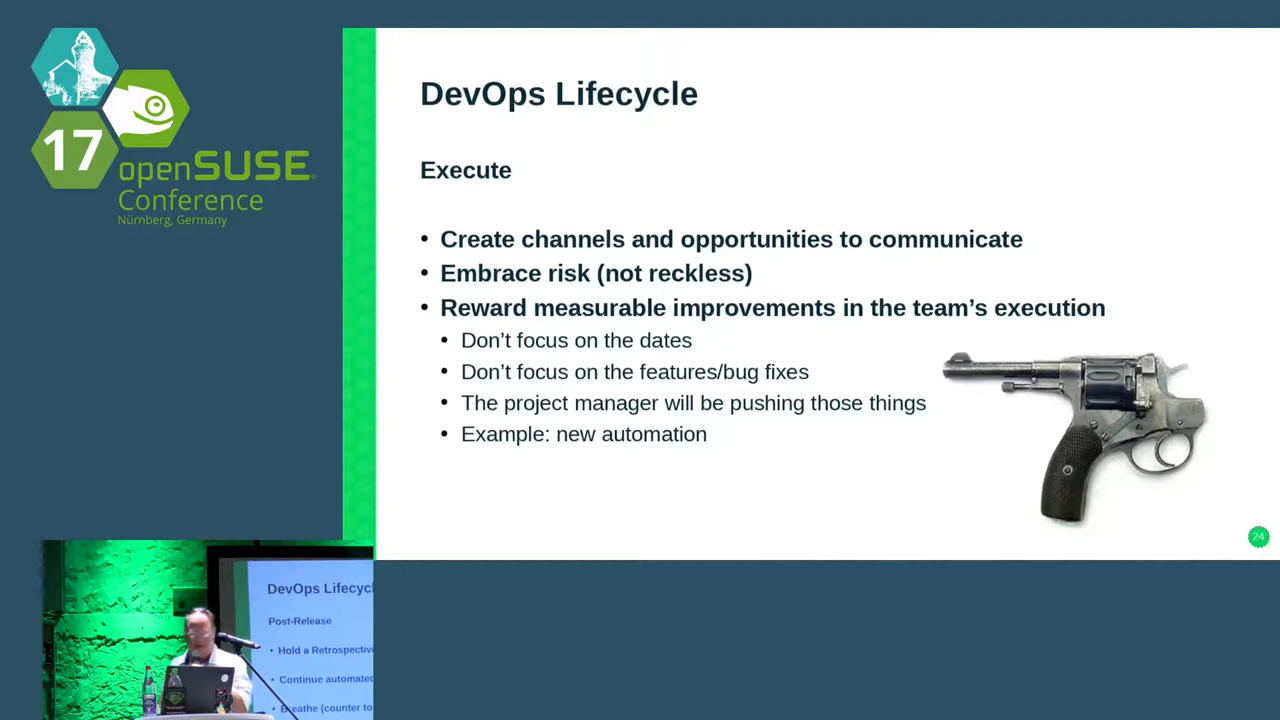 17
openSUSE
Conference
Nürnberg, Germany
DevOps Lifecycle
Execute
• Create channels and opportunities to communicate
• Embrace risk (not reckless)
• Reward measurable improvements in the team’s execution
• Don’t focus on the dates
• Don’t focus on the features/bug fixes
• The project manager will be pushing those things
• Example: new automation
24
DevOps Lifecycl
Post-Release
• Hold a Retrospectiv
• Continue automated
• Breathe (counter to